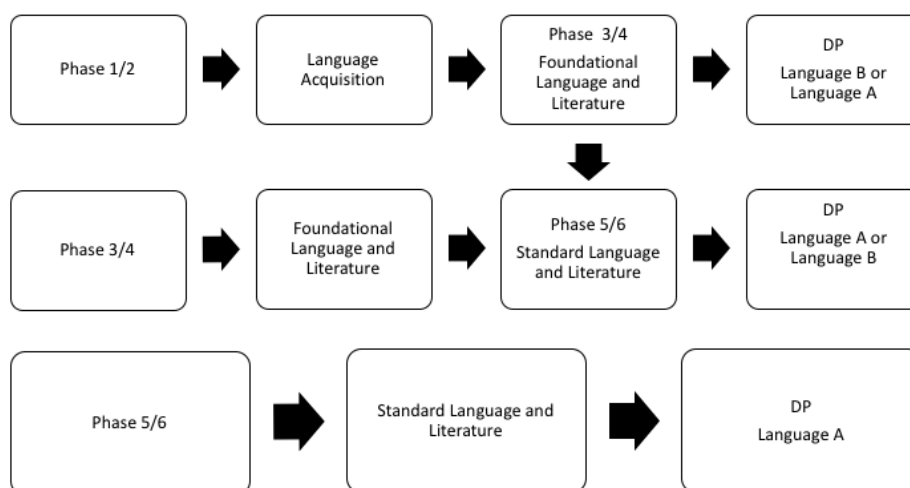 Phase 1/2
Language
Acquisition
Phase 3/4
Foundational
Language and
Literature
DP
Language B or
Language A
Phase 3/4
Foundational
Language and
Literature
Phase 5/6
Standard Language
and Literature
DP
Language A or
Language B
Phase 5/6
Standard Language and
Literature
DP
Language A